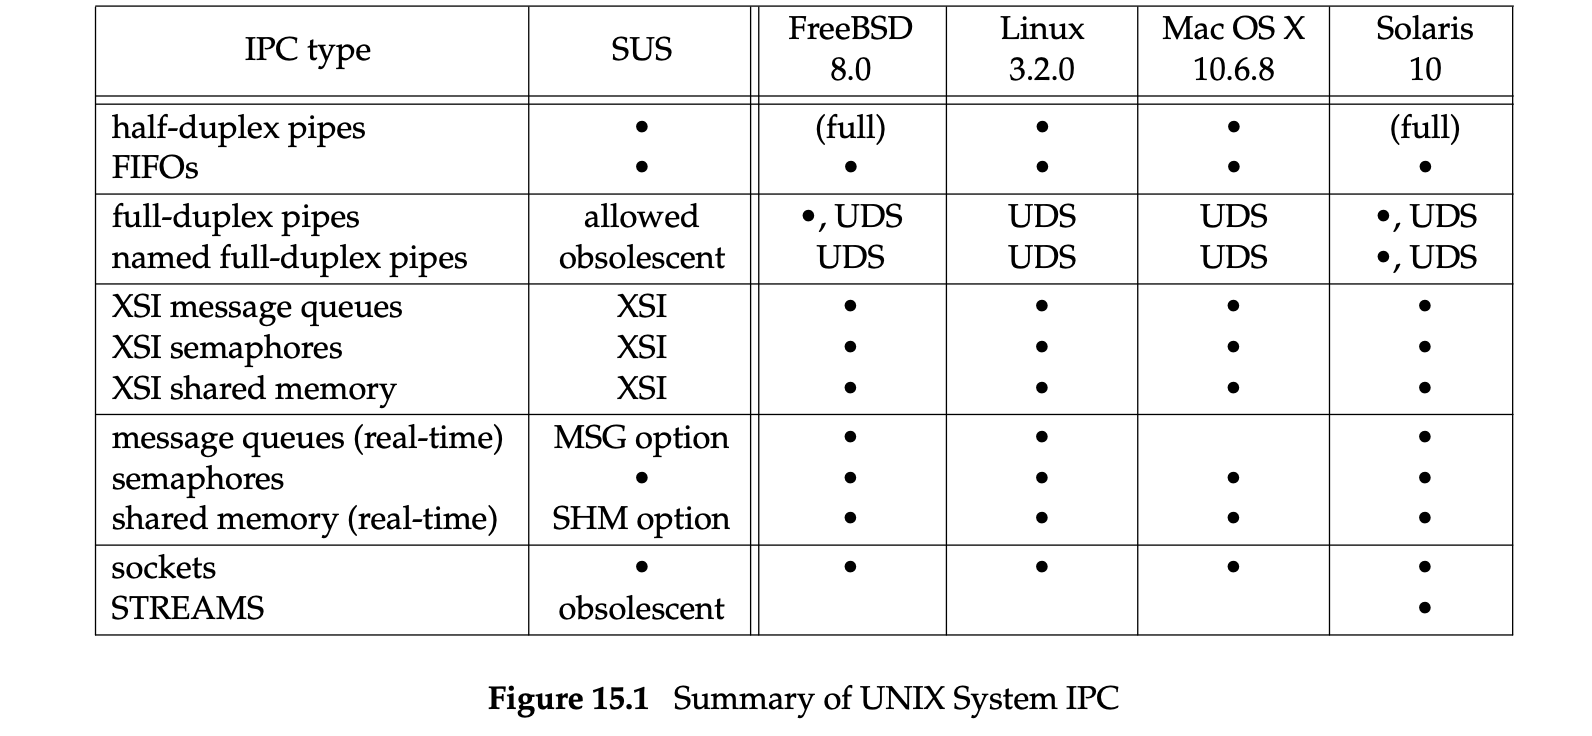 IPC type SUS FreeBSD 8.0 Linux 3.2.0 Mac OS X 10.6.8 Solaris 10
half-duplex pipes • (full) • • (full)
FIFOs • • • • •
full-duplex pipes allowed •, UDS UDS UDS •, UDS
named full-duplex pipes obsolescent UDS UDS UDS •, UDS
XSI message queues XSI • • • •
XSI semaphores XSI • • • •
XSI shared memory XSI • • • •
message queues (real-time) MSG option • • •
semaphores • • • • •
shared memory (real-time) SHM option • • • •
sockets • • • • •
STREAMS obsolescent •
Figure 15.1 Summary of UNIX System IPC